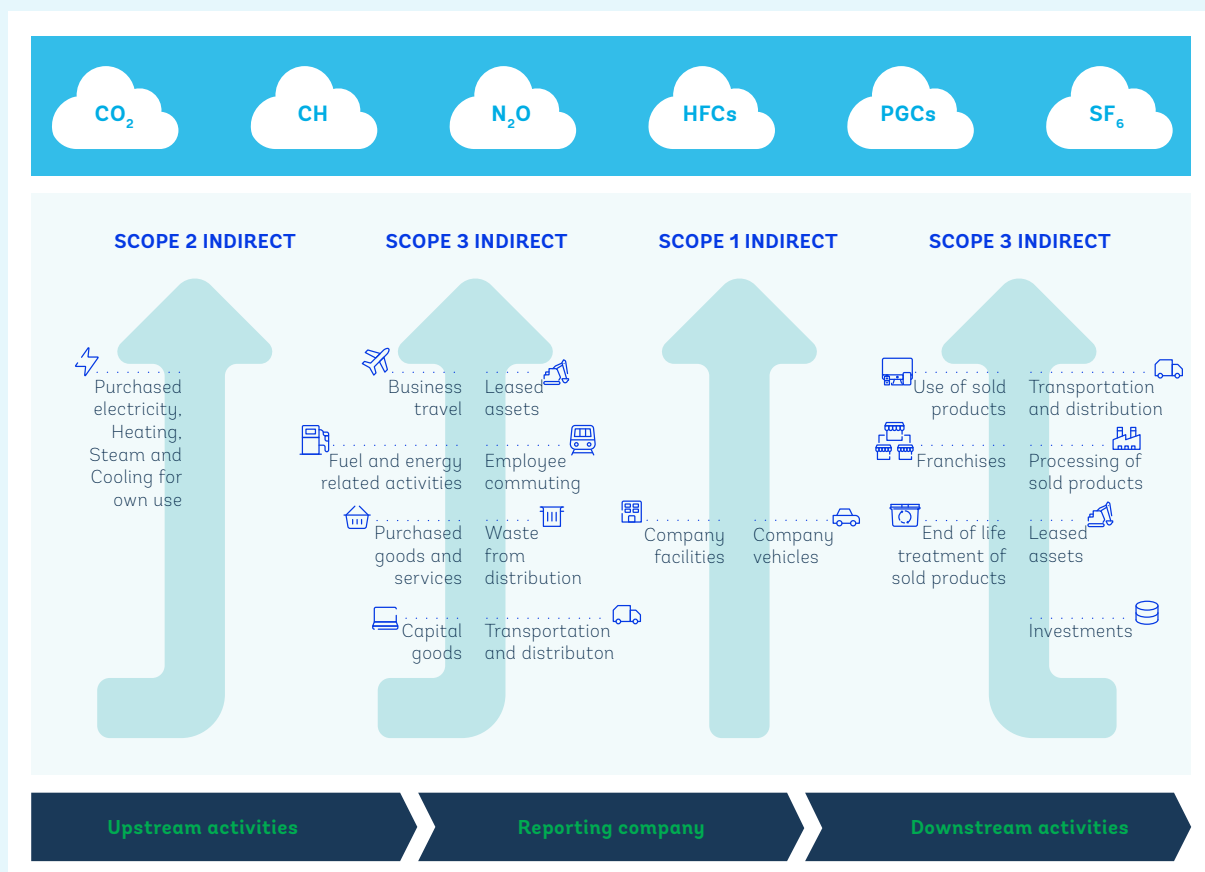 CO2
CH
N2O
HFCs
PGCs
SF6
SCOPE 2 INDIRECT
SCOPE 3 INDIRECT
SCOPE 1 INDIRECT
SCOPE 3 INDIRECT
Purchased
electricity,
Heating,
Steam and
Cooling for
own use
Business
travel
Leased
assets
Fuel and energy
related activities
Employee
commuting
Purchased
goods and
services
Waste
from
distribution
Capital
goods
Transportation
and distributon
Company
facilities
Company
vehicles
Use of sold
products
Transportation
and distribution
Franchises
Processing of
sold products
End of life
treatment of
sold products
Leased
assets
Investments
Upstream activities
Reporting company
Downstream activities